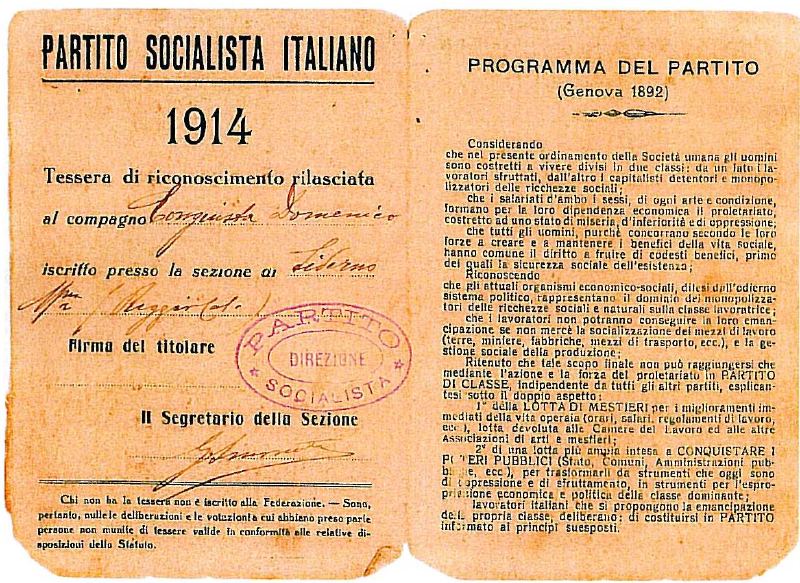 PARTITO SOCIALISTA ITALIANO
1914
Tessera di riconoscimento rilasciata
al compagno Conquista Domenico
iscritto presso la sezione di Siderno
(Reggio Cal.)
Firma del titolare
PARTITO
DIREZIONE
SOCIALISTA
Il Segretario della Sezione
Chi non ha la tessera non è iscritto alla Federazione. — Sono,
pertanto, nulle le deliberazioni e le votazioni a cui abbiano preso parte
persone non munite di tessere valide in conformità alle relative di-
sposizioni dello Statuto.
PROGRAMMA DEL PARTITO
(Genova 1892)
Considerando
che nel presente ordinamento della Società umana gli uomini
sono costretti a vivere divisi in due classi: da un lato i la-
voratori sfruttati, dall'altro i capitalisti detentori e monopo-
lizzatori delle ricchezze sociali;
che i salariati d'ambo i sessi, di ogni arte e condizione,
formano per la loro dipendenza economica il proletariato,
costretto ad uno stato di miseria, d'inferiorità e di oppressione;
che tutti gli uomini, purchè concorrano secondo le loro
forze a creare e a mantenere i benefici della vita sociale,
hanno comune il diritto a fruire di codesti benefici, primo
dei quali la sicurezza sociale dell'esistenza;
Riconoscendo
che gli attuali organismi economico-sociali, difesi dall'odierno
sistema politico, rappresentano il dominio dei monopolizza-
tori delle ricchezze sociali e naturali sulla classe lavoratrice;
che i lavoratori non potranno conseguire la loro eman-
cipazione se non mercè la socializzazione dei mezzi di lavoro
(terre, miniere, fabbriche, mezzi di trasporto, ecc.), e la ge-
stione sociale della produzione;
Ritenuto che tale scopo finale non può raggiungersi che
mediante l'azione e la forza del proletariato in PARTITO
DI CLASSE, indipendente da tutti gli altri partiti, esplican-
tesi sotto il doppio aspetto:
1° della LOTTA DI MESTIERI per i miglioramenti im-
mediati della vita operaia (orari, salari, regolamenti di lavoro,
ecc.), lotta devoluta alle Camere del Lavoro ed alle altre
Associazioni di arti e mestieri;
2° di una lotta più ampia intesa a CONQUISTARE I
POTERI PUBBLICI (Stato, Comuni, Amministrazioni pub-
bliche, ecc.), per trasformarli da strumenti che oggi sono
di oppressione e di sfruttamento, in strumenti per l'espro-
priazione economica e politica della classe dominante;
lavoratori italiani che si propongono la emancipazione
della propria classe, deliberano: di costituirsi in PARTITO
informato ai principi suesposti.